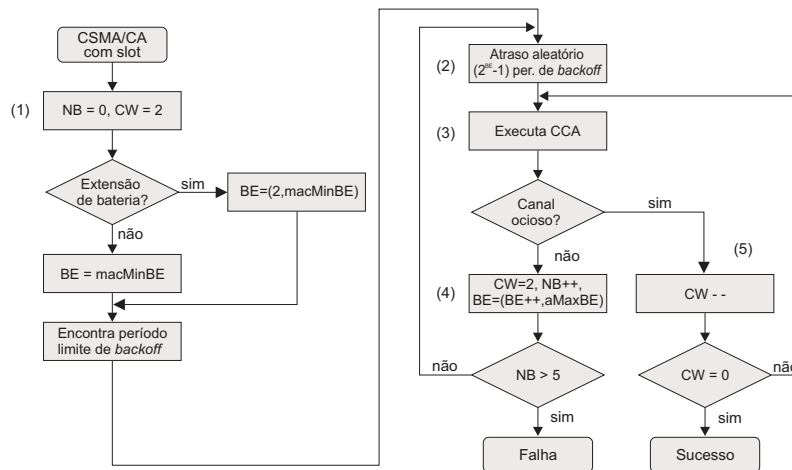 CSMA/CA
com slot
(1)
NB = 0, CW = 2
Extensão
de bateria?
sim
BE=(2,macMinBE)
não
BE = macMinBE
Encontra período
limite de backoff
(2)
Atraso aleatório
(2^BE-1) per. de backoff
(3)
Executa CCA
Canal
ocioso?
sim
não
(4)
CW=2, NB++,
BE=(BE++,aMaxBE)
(5)
CW - -
não
NB > 5
sim
Falha
CW = 0
não
sim
Sucesso